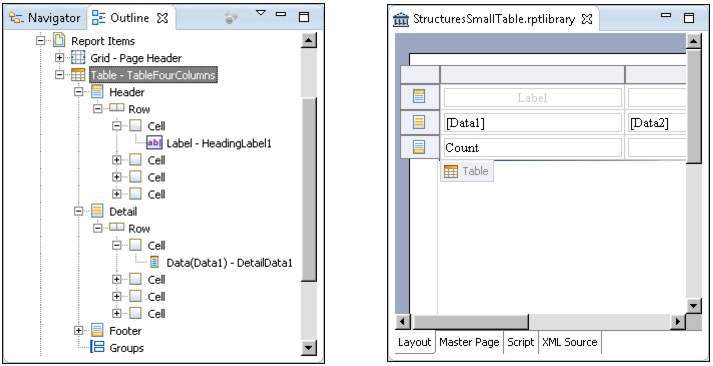 Navigator
Outline
Report Items
Grid - Page Header
Table - TableFourColumns
Header
Row
Cell
ab
Label - HeadingLabel1
Cell
Cell
Cell
Detail
Row
Cell
Data(Data1) - DetailData1
Cell
Cell
Cell
Footer
Groups
StructuresSmallTable.rptlibrary
Label
[Data1] [Data2]
Count
Table
Layout Master Page Script XML Source